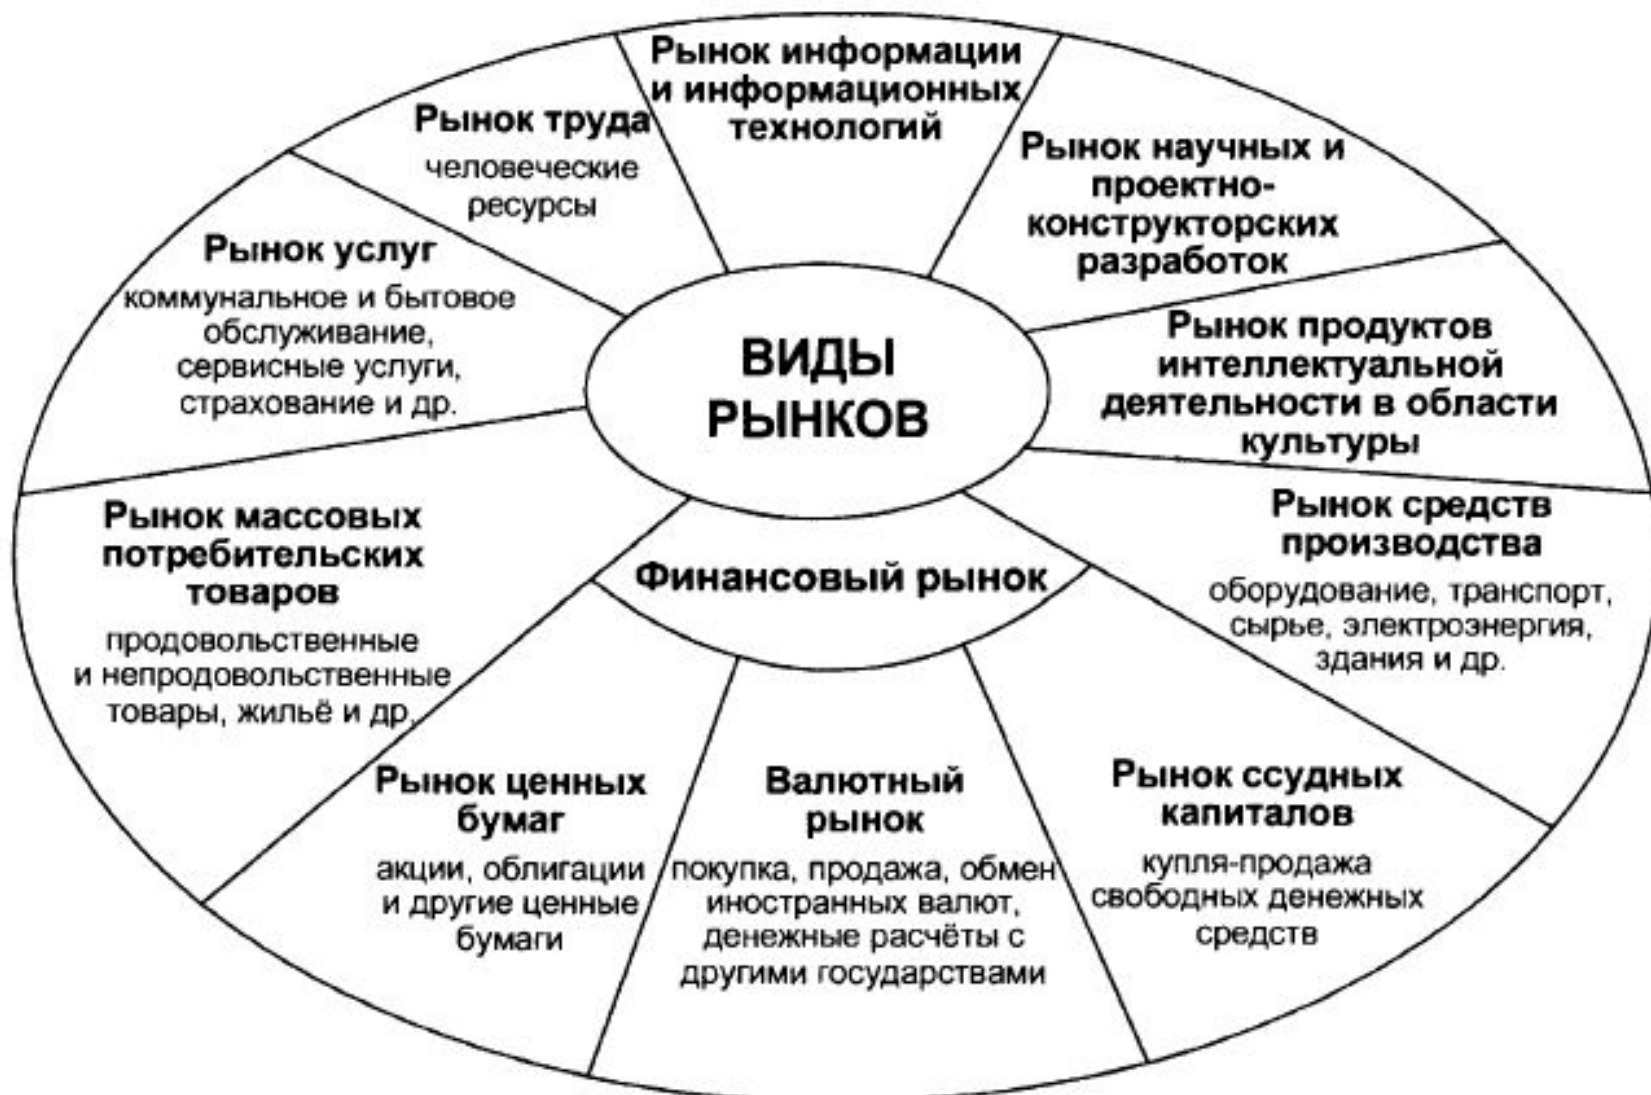 Рынок информации
и информационных
технологий
Рынок труда
человеческие
ресурсы
Рынок научных и
проектно-
конструкторских
разработок
Рынок услуг
коммунальное и бытовое
обслуживание,
сервисные услуги,
страхование и др.
ВИДЫ
РЫНКОВ
Рынок продуктов
интеллектуальной
деятельности в области
культуры
Рынок массовых
потребительских
товаров
продовольственные
и непродовольственные
товары, жильё и др.
Финансовый рынок
Рынок средств
производства
оборудование, транспорт,
сырье, электроэнергия,
здания и др.
Рынок ценных
бумаг
акции, облигации
и другие ценные
бумаги
Валютный
рынок
покупка, продажа, обмен
иностранных валют,
денежные расчёты с
другими государствами
Рынок ссудных
капиталов
купля-продажа
свободных денежных
средств